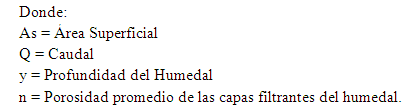 Donde:
As = Área Superficial
Q = Caudal
y = Profundidad del Humedal
n = Porosidad promedio de las capas filtrantes del humedal.